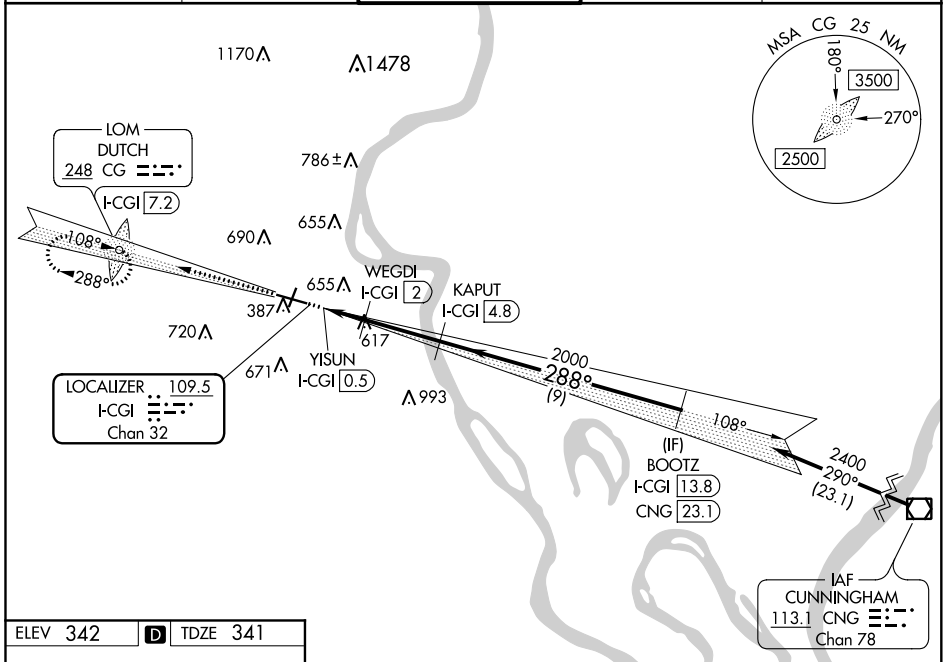 MSA CG 25 NM
180°
3500
270°
2500
1170
1478
LOM
DUTCH
248 CG
I-CGI 7.2
786±
108°
288°
690
655
655
387
720
671
WEGDI
I-CGI 2
KAPUT
I-CGI 4.8
617
YISUN
I-CGI 0.5
993
LOCALIZER 109.5
I-CGI
Chan 32
2000
288°
(9)
108°
(IF)
BOOTZ
I-CGI 13.8
CNG 23.1
2400
290°
(23.1)
IAF
CUNNINGHAM
113.1 CNG
Chan 78
ELEV 342 D TDZE 341